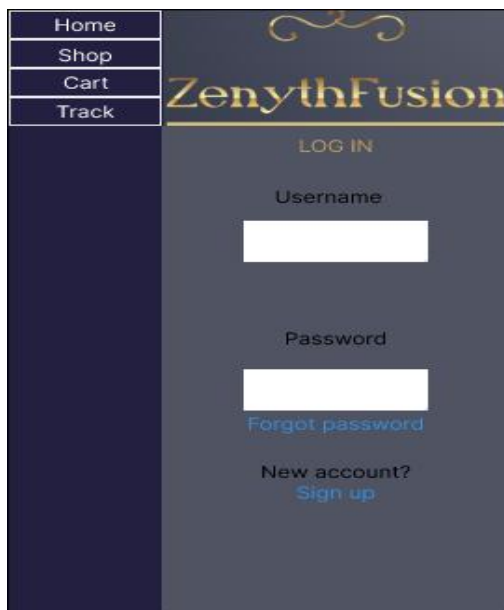 Home
Shop
Cart
Track
ZenythFusion
LOG IN
Username
Password
Forgot password
New account?
Sign up